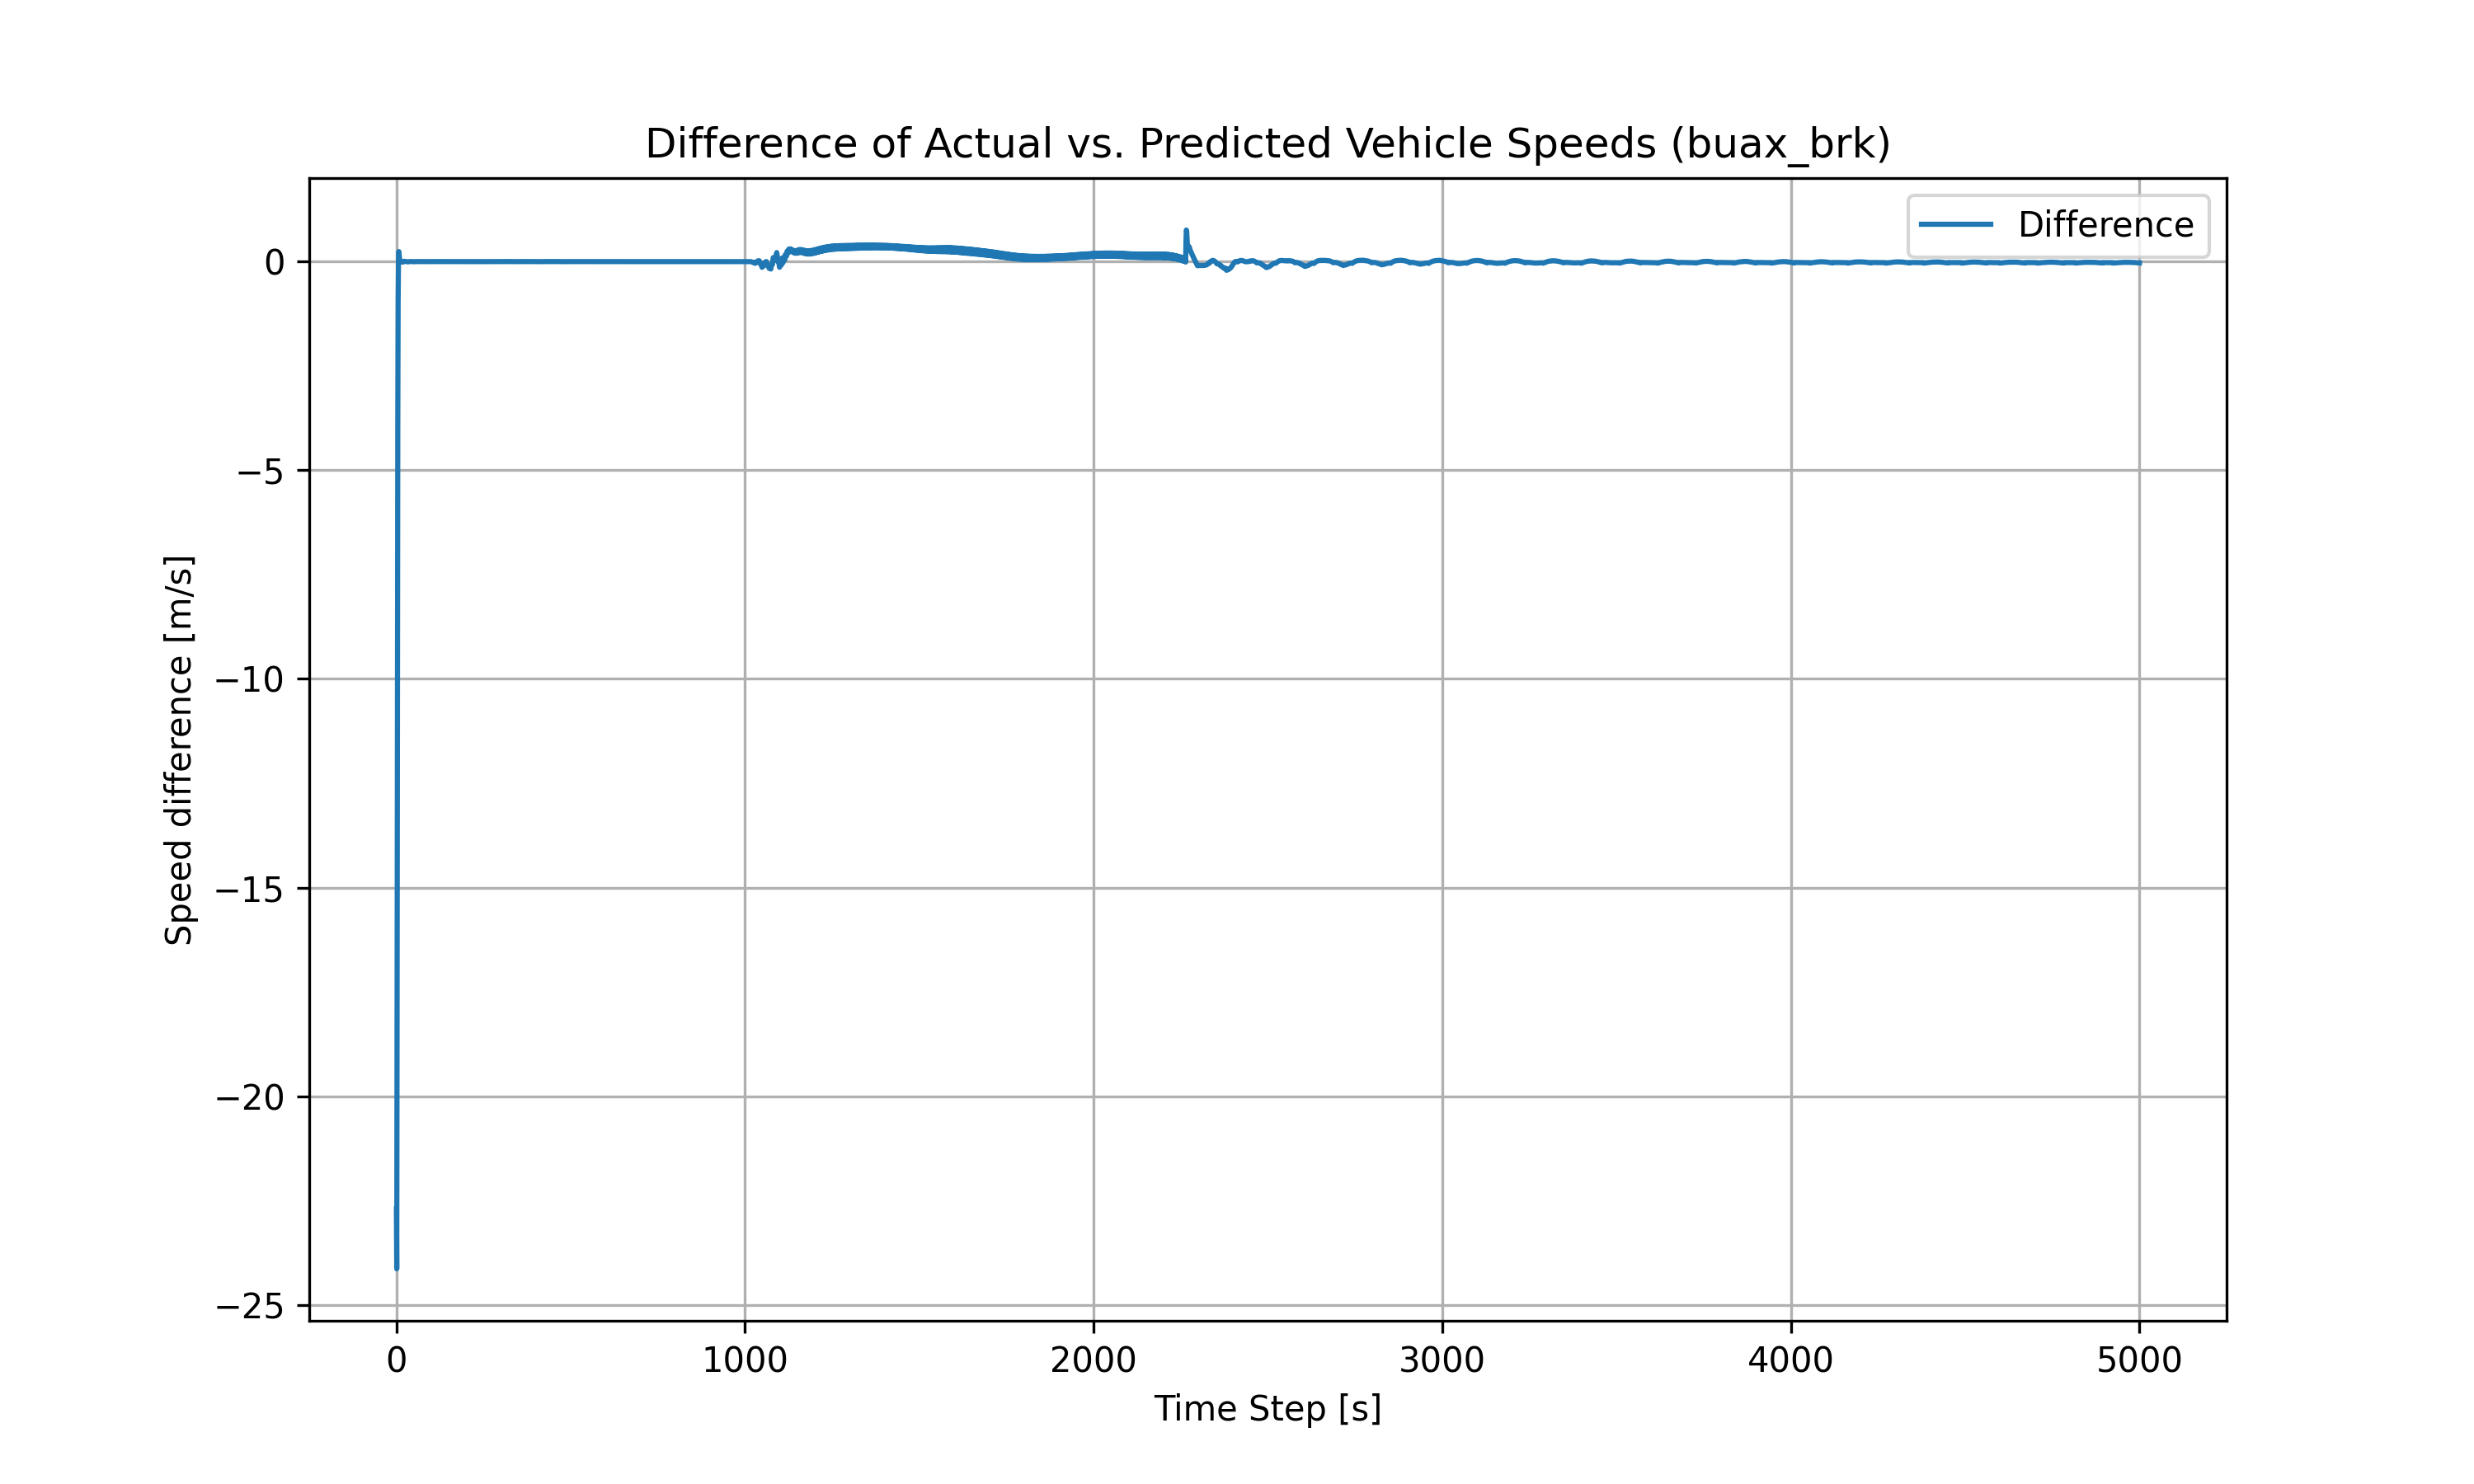 Difference of Actual vs. Predicted Vehicle Speeds (buax_brk)
Difference
0
−5
−10
−15
−20
−25
Speed difference [m/s]
0 1000 2000 3000 4000 5000
Time Step [s]